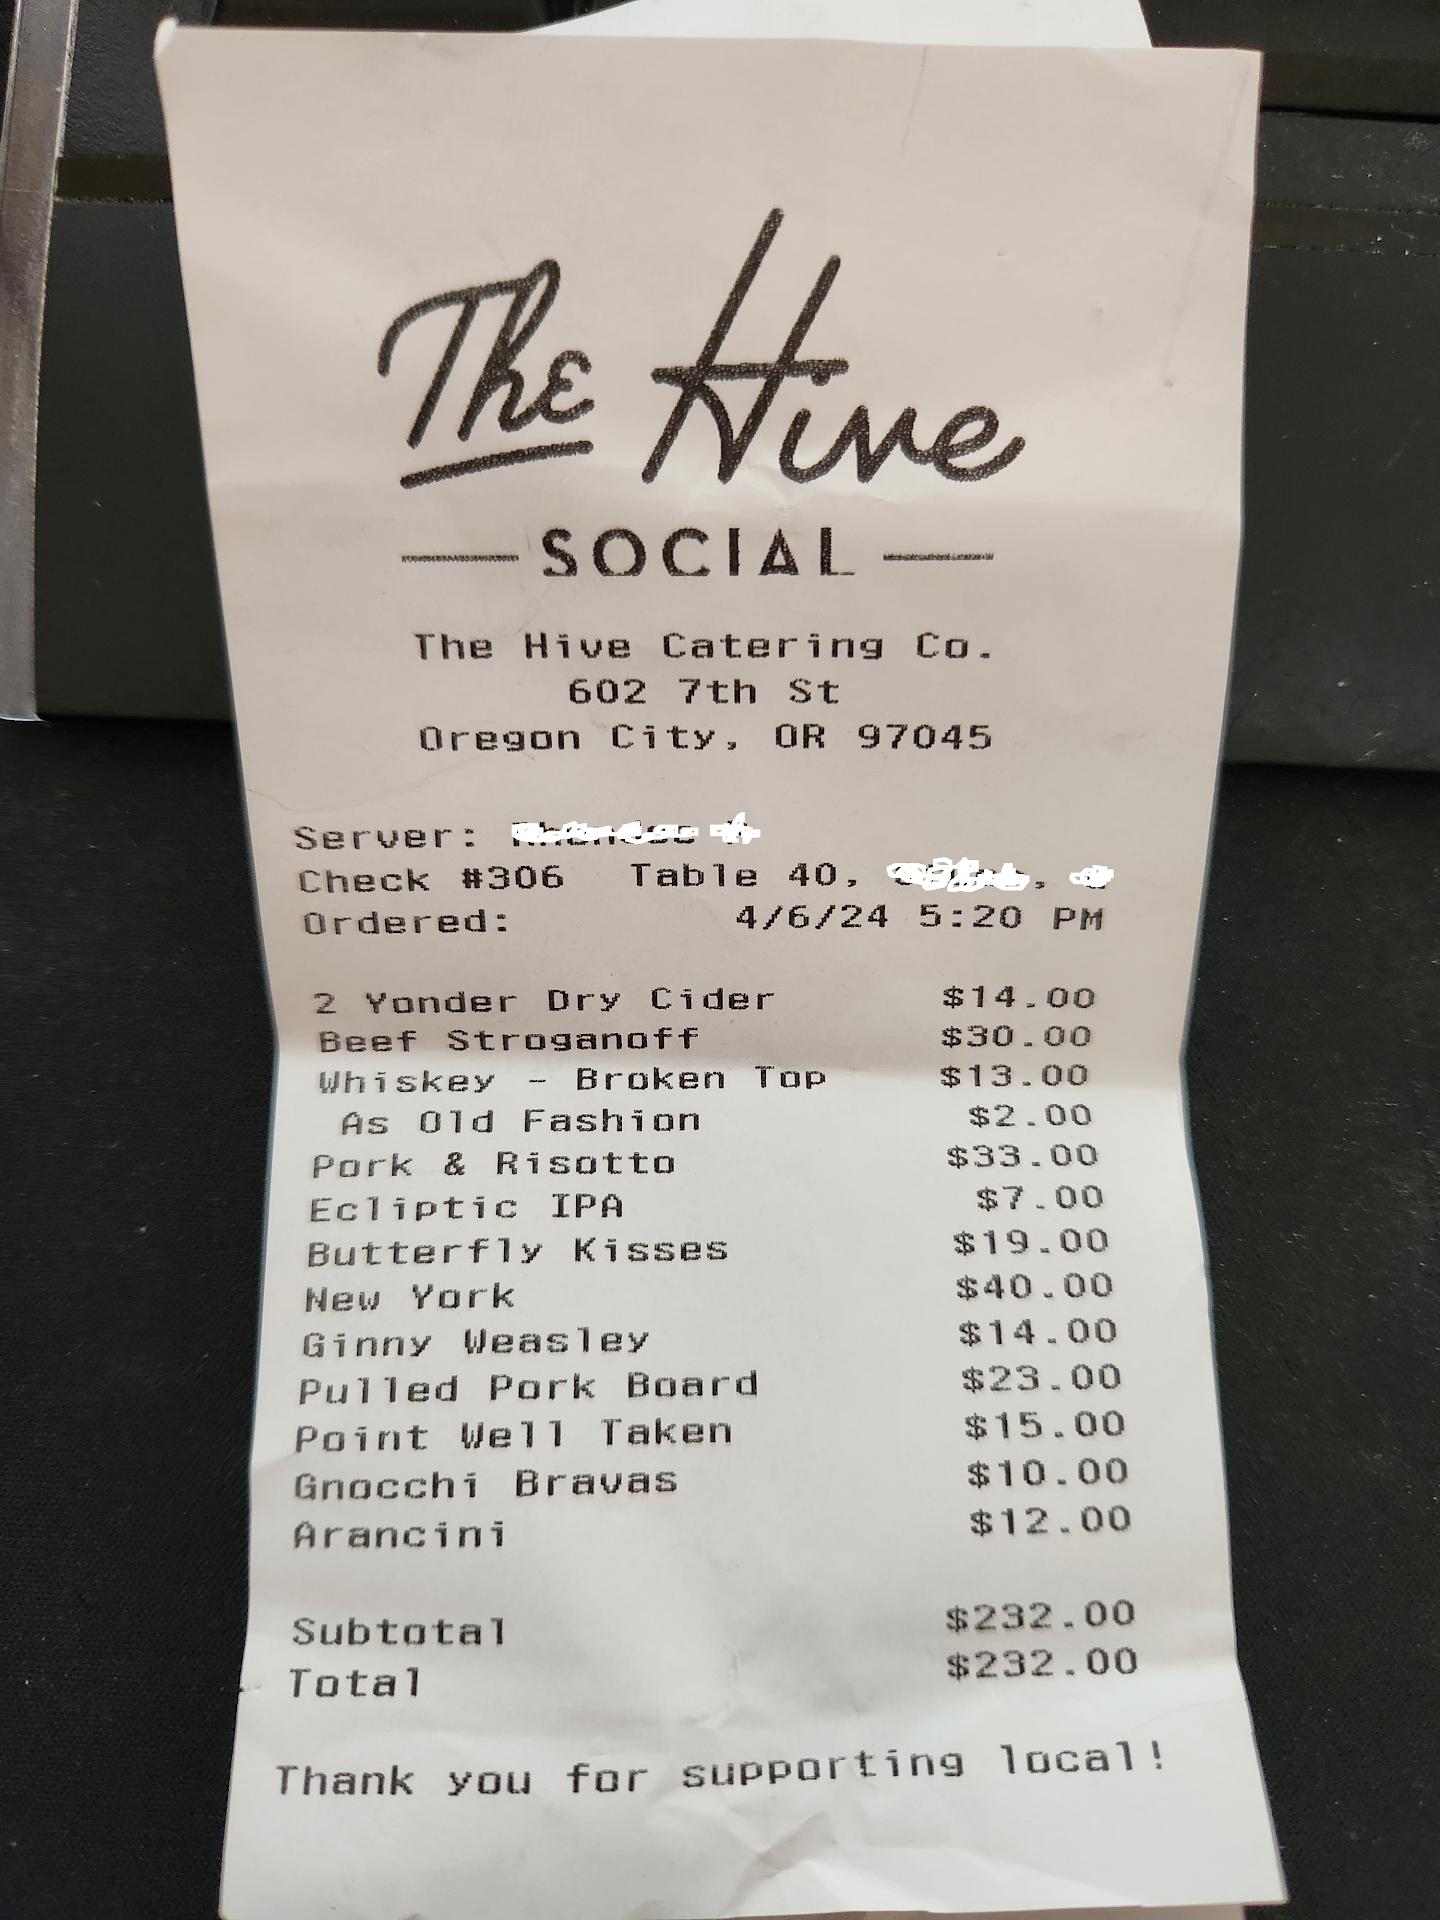 The Hive
SOCIAL
The Hive Catering Co.
602 7th St
Oregon City, OR 97045
Server:
Check #306 Table 40,
Ordered: 4/6/24 5:20 PM
2 Yonder Dry Cider $14.00
Beef Stroganoff $30.00
Whiskey - Broken Top $13.00
As Old Fashion $2.00
Pork & Risotto $33.00
Ecliptic IPA $7.00
Butterfly Kisses $19.00
New York $40.00
Ginny Weasley $14.00
Pulled Pork Board $23.00
Point Well Taken $15.00
Gnocchi Bravas $10.00
Arancini $12.00
Subtotal $232.00
Total $232.00
Thank you for supporting local!